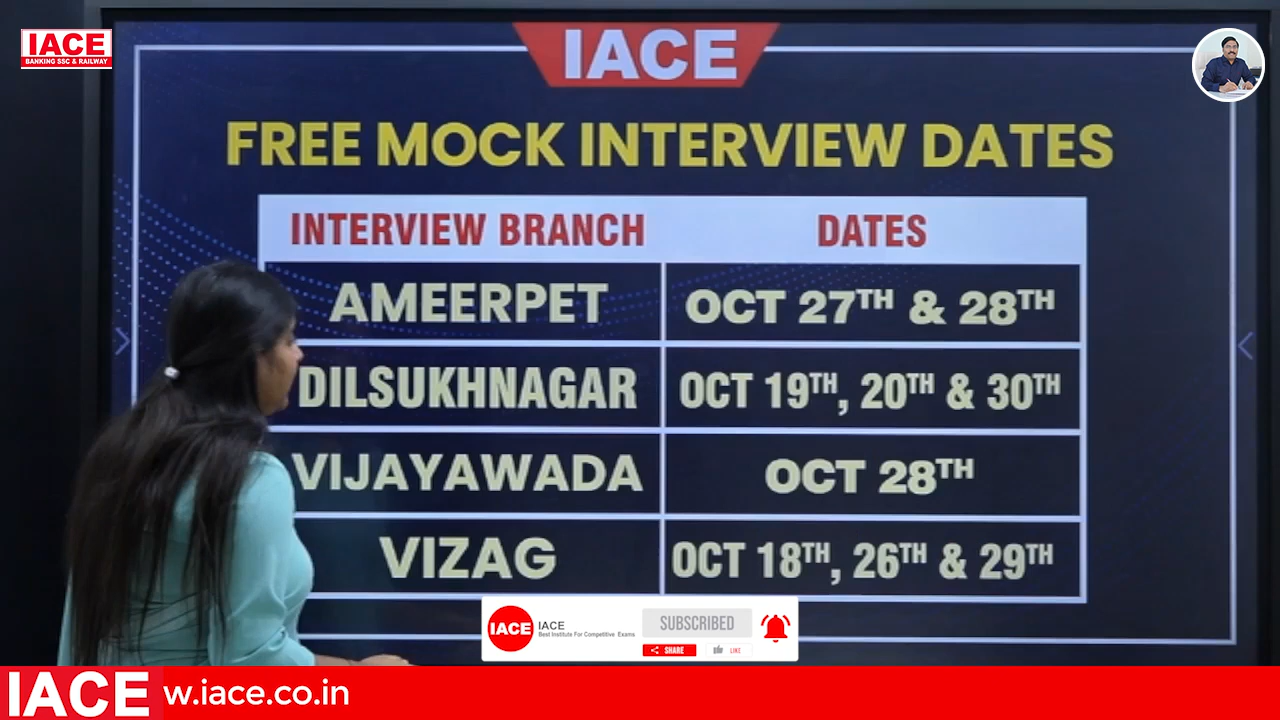 IACE
BANKING SSC & RAILWAY
IACE
FREE MOCK INTERVIEW DATES
INTERVIEW BRANCH DATES
AMEERPET OCT 27TH & 28TH
DILSUKHNAGAR OCT 19TH, 20TH & 30TH
VIJAYAWADA OCT 28TH
VIZAG OCT 18TH, 26TH & 29TH
IACE
IACE
Best Institute For Competitive Exams
SUBSCRIBED
SHARE
LIKE
IACE w.iace.co.in